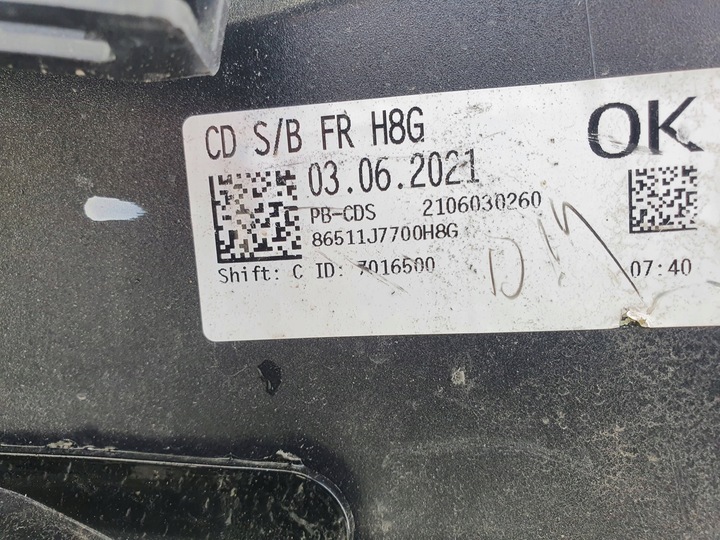 CD S/B FR H8G
OK
03.06.2021
PB-CDS 2106030260
86511J7700H8G
Shift: C ID: 7016500
07:40